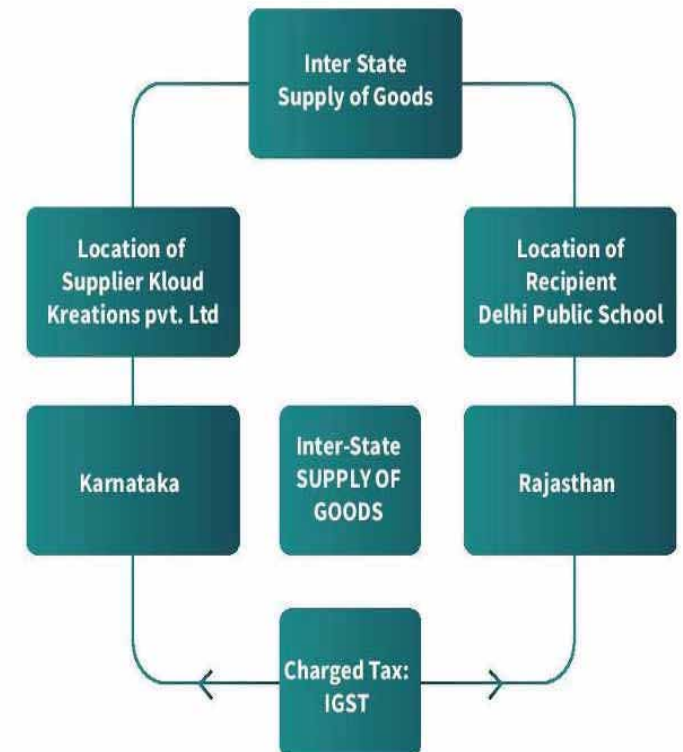 Inter State
Supply of Goods
Location of
Supplier Kloud
Kreations pvt. Ltd
Location of
Recipient
Delhi Public School
Karnataka
Inter-State
SUPPLY OF
GOODS
Rajasthan
Charged Tax:
IGST